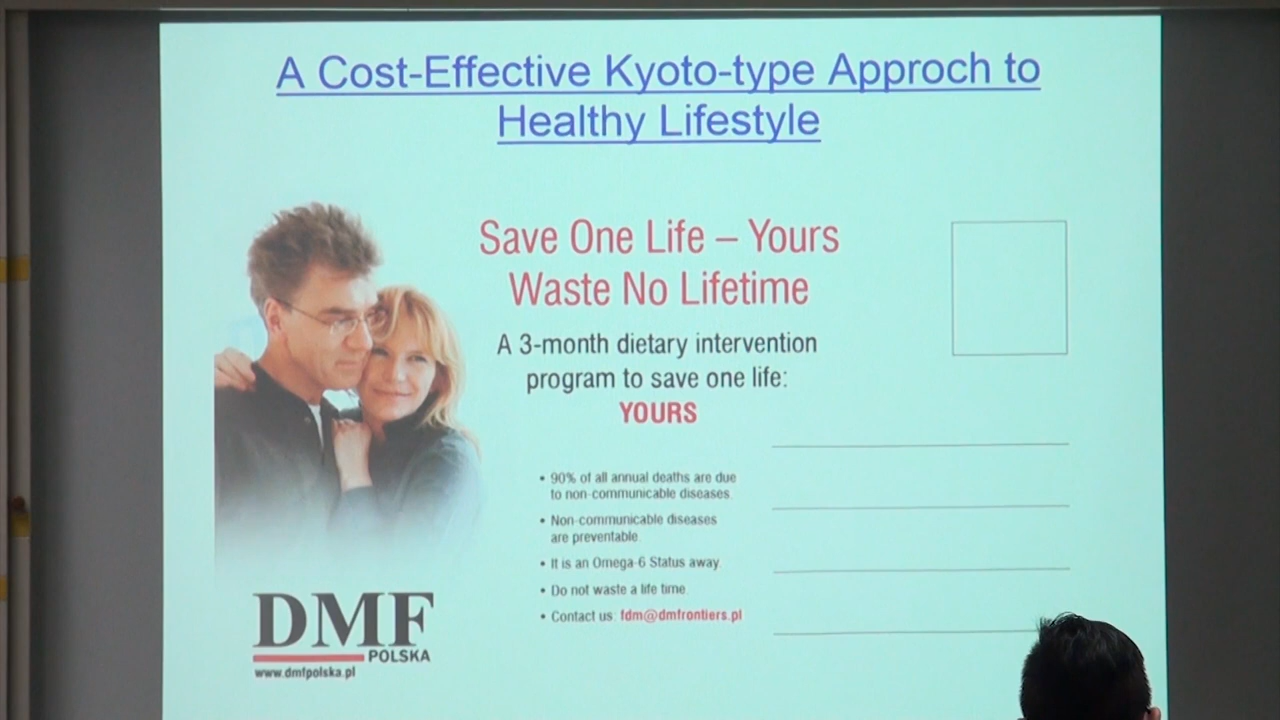 A Cost-Effective Kyoto-type Approch to
Healthy Lifestyle
Save One Life – Yours
Waste No Lifetime
A 3-month dietary intervention
program to save one life:
YOURS
• 90% of all annual deaths are due
to non-communicable diseases.
• Non-communicable diseases
are preventable.
• It is an Omega-6 Status away.
• Do not waste a life time.
• Contact us: fdm@dmfrontiers.pl
DMF
POLSKA
www.dmfpolska.pl